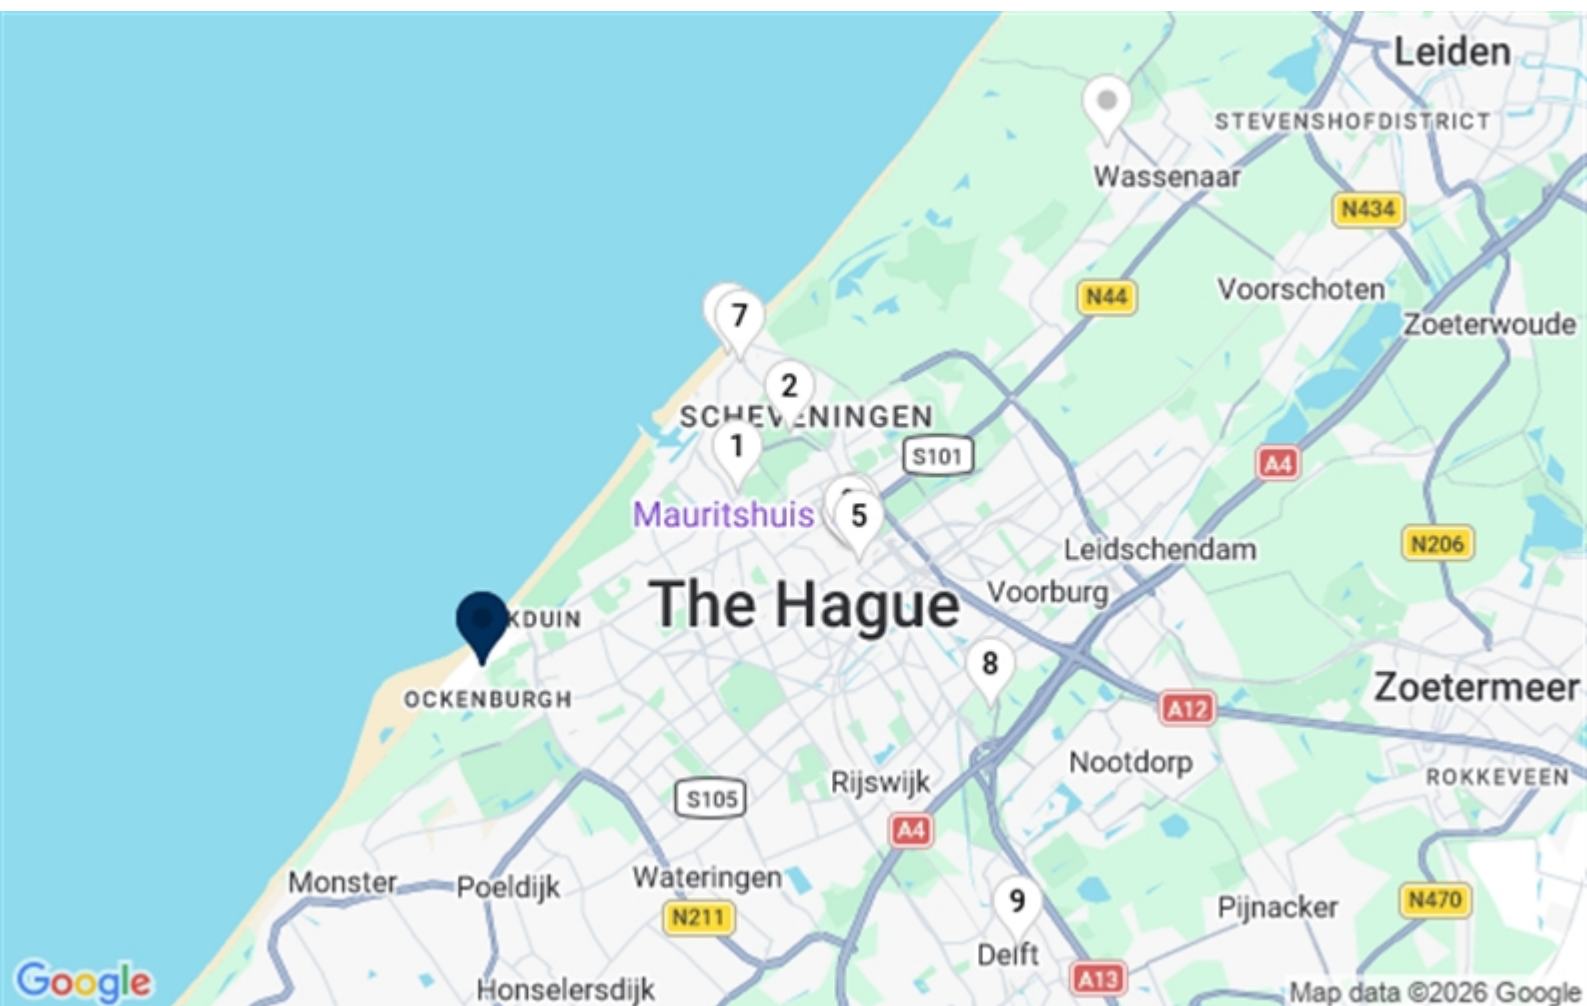 Leiden
STEVENSHOFDISTRICT
Wassenaar
N434
N44
Voorschoten
Zoeterwoude
7
2
SCHEVENINGEN
1
S101
A4
Mauritshuis
5
N206
Leidschendam
Voorburg
The Hague
KDUIN
8
OCKENBURGH
Zoetermeer
A12
Nootdorp
ROKKEVEEN
Rijswijk
S105
A4
Monster
Poeldijk
Wateringen
9
N470
Pijnacker
N211
Delft
A13
Google
Honselersdijk
Map data ©2026 Google